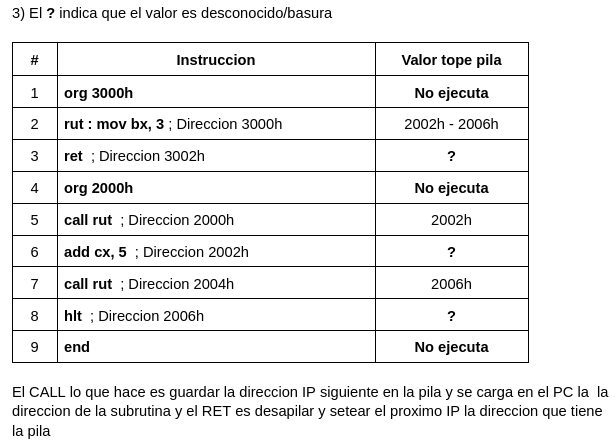 3) El ? indica que el valor es desconocido/basura
# Instruccion Valor tope pila
1 org 3000h No ejecuta
2 rut : mov bx, 3 ; Direccion 3000h 2002h - 2006h
3 ret ; Direccion 3002h ?
4 org 2000h No ejecuta
5 call rut ; Direccion 2000h 2002h
6 add cx, 5 ; Direccion 2002h ?
7 call rut ; Direccion 2004h 2006h
8 hlt ; Direccion 2006h ?
9 end No ejecuta
El CALL lo que hace es guardar la direccion IP siguiente en la pila y se carga en el PC la la
direccion de la subrutina y el RET es desapilar y setear el proximo IP la direccion que tiene
la pila